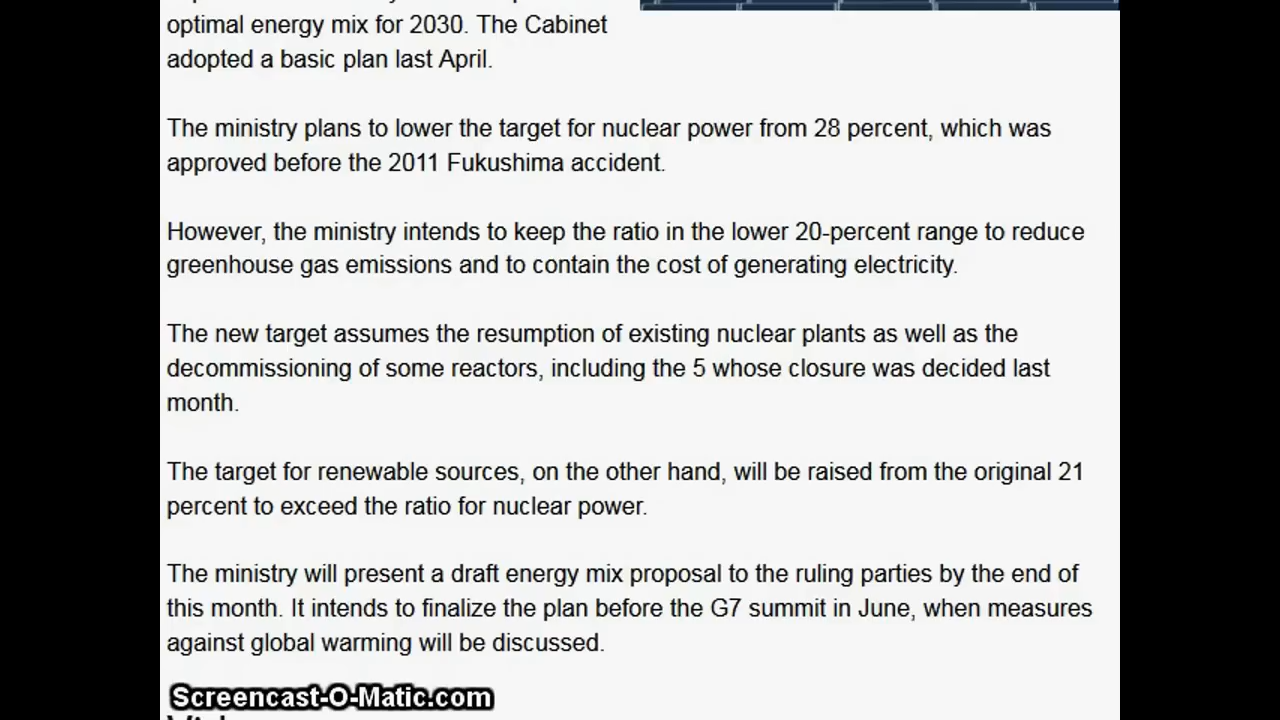 optimal energy mix for 2030. The Cabinet
adopted a basic plan last April.
The ministry plans to lower the target for nuclear power from 28 percent, which was
approved before the 2011 Fukushima accident.
However, the ministry intends to keep the ratio in the lower 20-percent range to reduce
greenhouse gas emissions and to contain the cost of generating electricity.
The new target assumes the resumption of existing nuclear plants as well as the
decommissioning of some reactors, including the 5 whose closure was decided last
month.
The target for renewable sources, on the other hand, will be raised from the original 21
percent to exceed the ratio for nuclear power.
The ministry will present a draft energy mix proposal to the ruling parties by the end of
this month. It intends to finalize the plan before the G7 summit in June, when measures
against global warming will be discussed.
Screencast-O-Matic.com